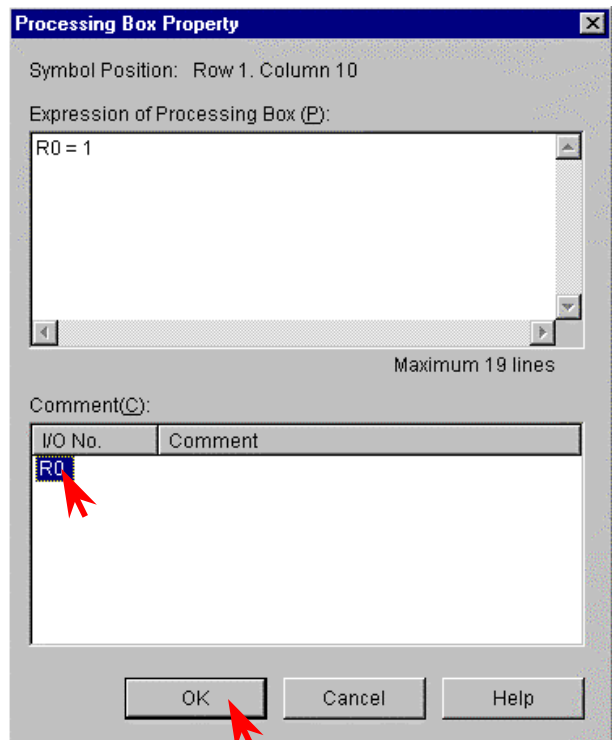 Processing Box Property
Symbol Position: Row 1. Column 10
Expression of Processing Box (P):
R0 = 1
Maximum 19 lines
Comment(C):
I/O No. Comment
R0
OK Cancel Help